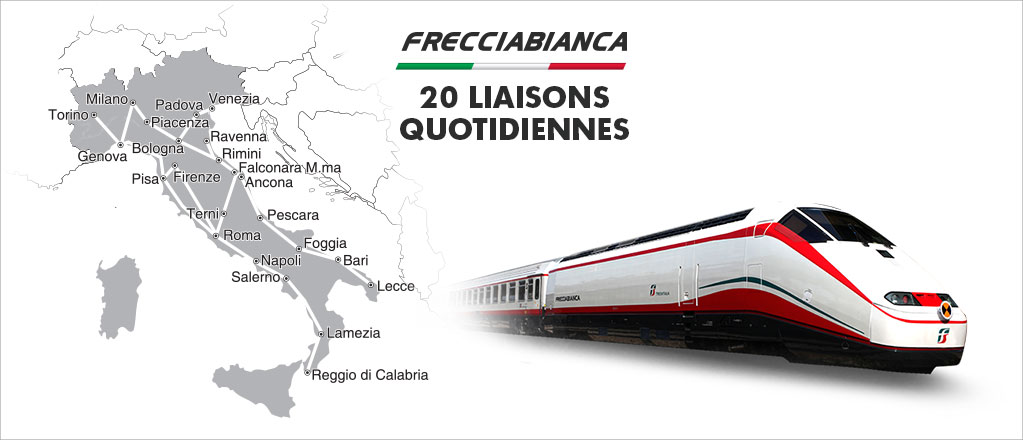 FRECCIABIANCA
20 LIAISONS
QUOTIDIENNES
Milano
Padova
Venezia
Torino
Piacenza
Ravenna
Genova
Bologna
Rimini
Pisa
Firenze
Falconara M.ma
Ancona
Terni
Pescara
Roma
Foggia
Napoli
Bari
Salerno
Lecce
Lamezia
Reggio di Calabria
FRECCIABIANCA
TRENITALIA